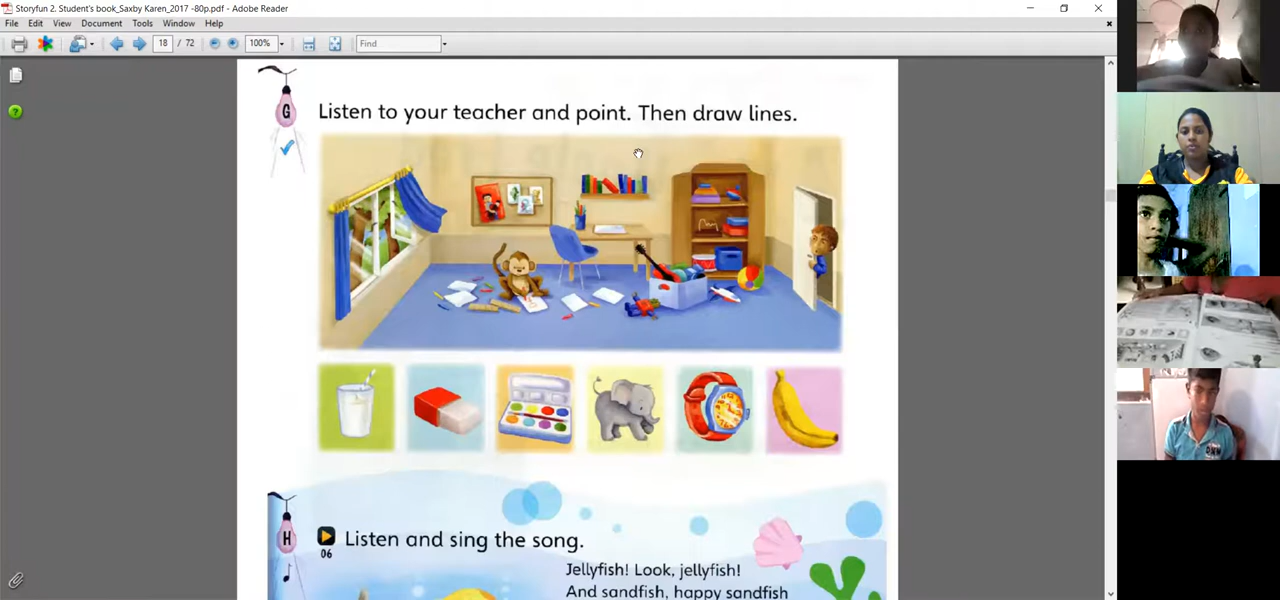 Storyfun 2. Student's book_Saxby Karen_2017 -80p.pdf - Adobe Reader
File Edit View Document Tools Window Help
18 / 72 100% Find
G
Listen to your teacher and point. Then draw lines.
H
Listen and sing the song.
06
Jellyfish! Look, jellyfish!
And sandfish, happy sandfish